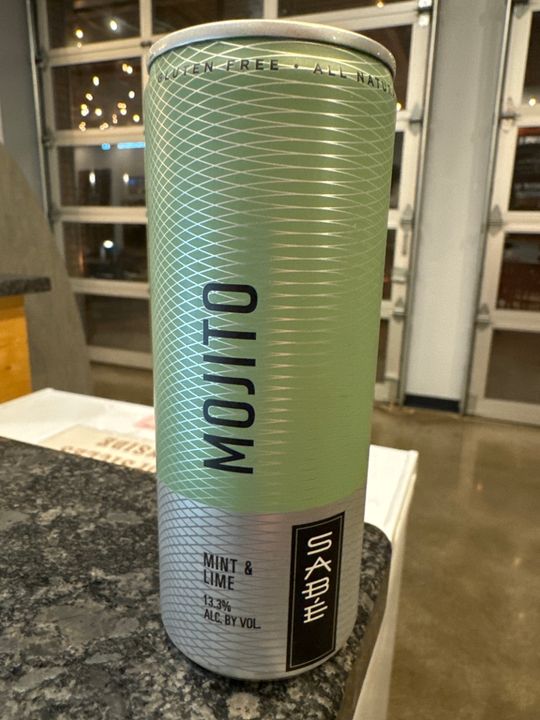 GLUTEN FREE • ALL NATU
MOJITO
MINT &
LIME
13.3%
ALC. BY VOL.
SABÉ